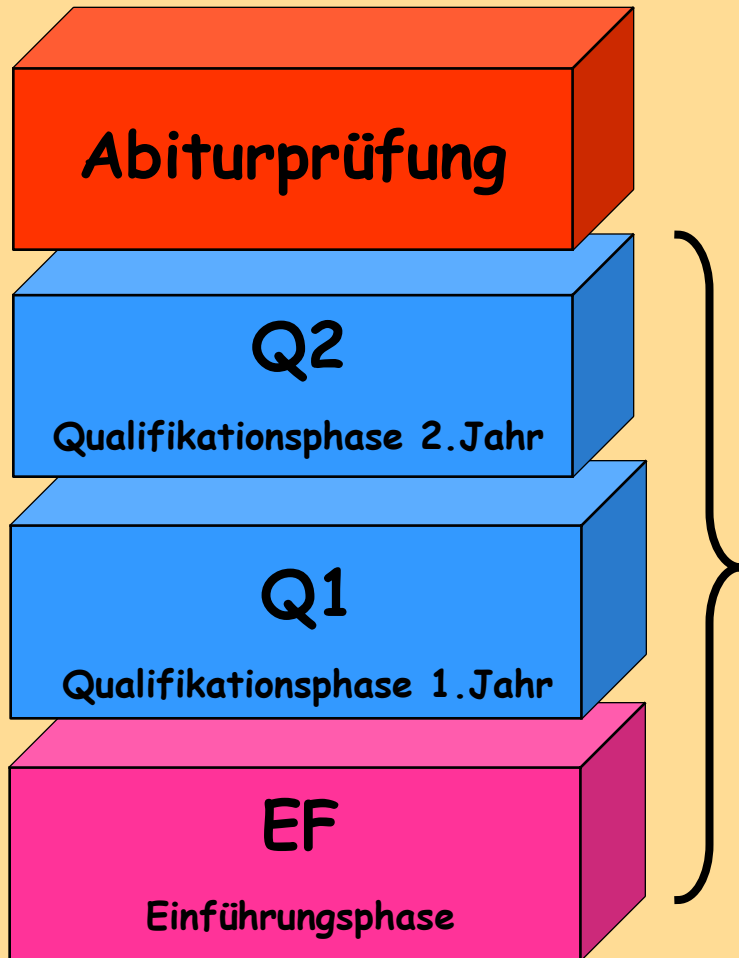 Abiturprüfung
Q2
Qualifikationsphase 2.Jahr
Q1
Qualifikationsphase 1.Jahr
EF
Einführungsphase